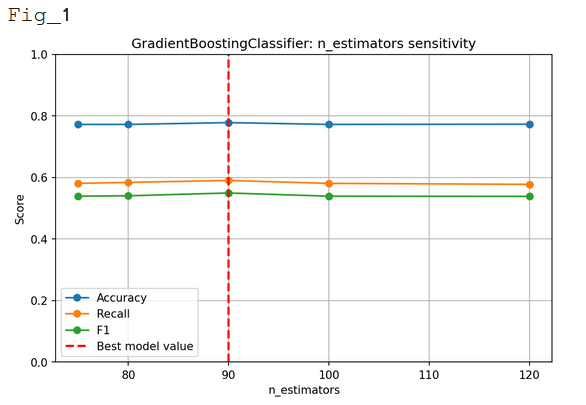 Fig_1
GradientBoostingClassifier: n_estimators sensitivity
1.0
0.8
0.6
0.4
0.2
0.0
Score
Accuracy
Recall
F1
Best model value
80
90
100
110
120
n_estimators